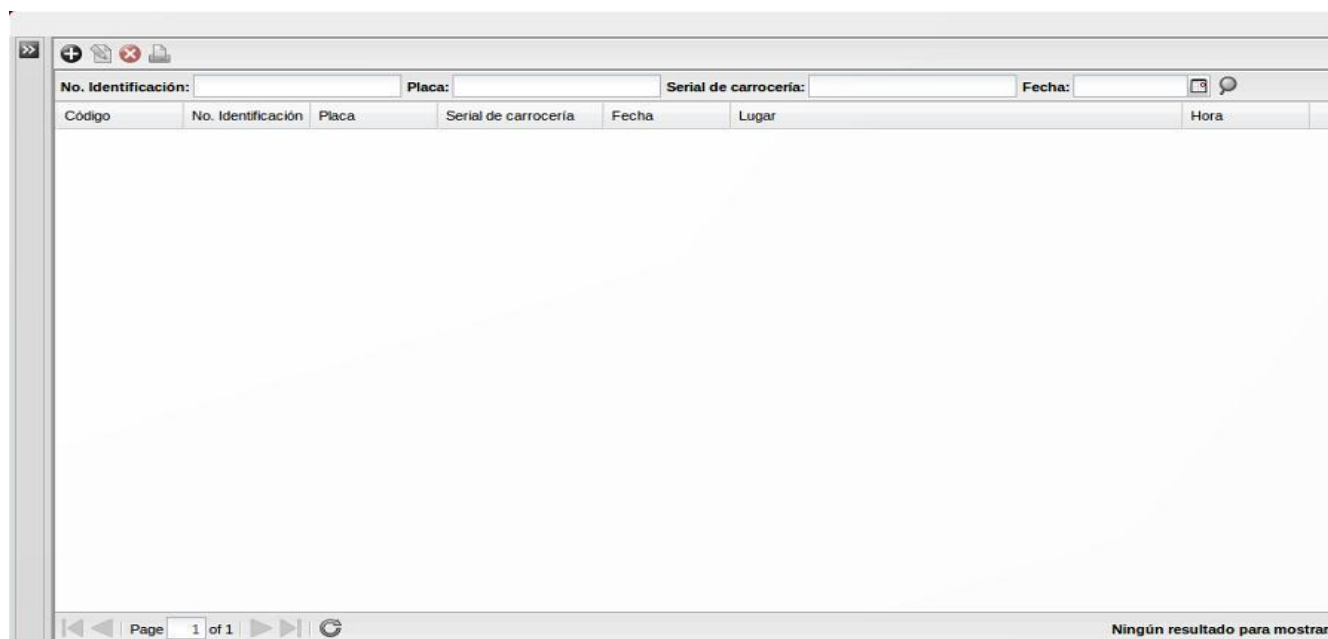 No. Identificación: Placa: Serial de carrocería: Fecha:
Código No. Identificación Placa Serial de carrocería Fecha Lugar Hora
Page 1 of 1 Ningún resultado para mostrar